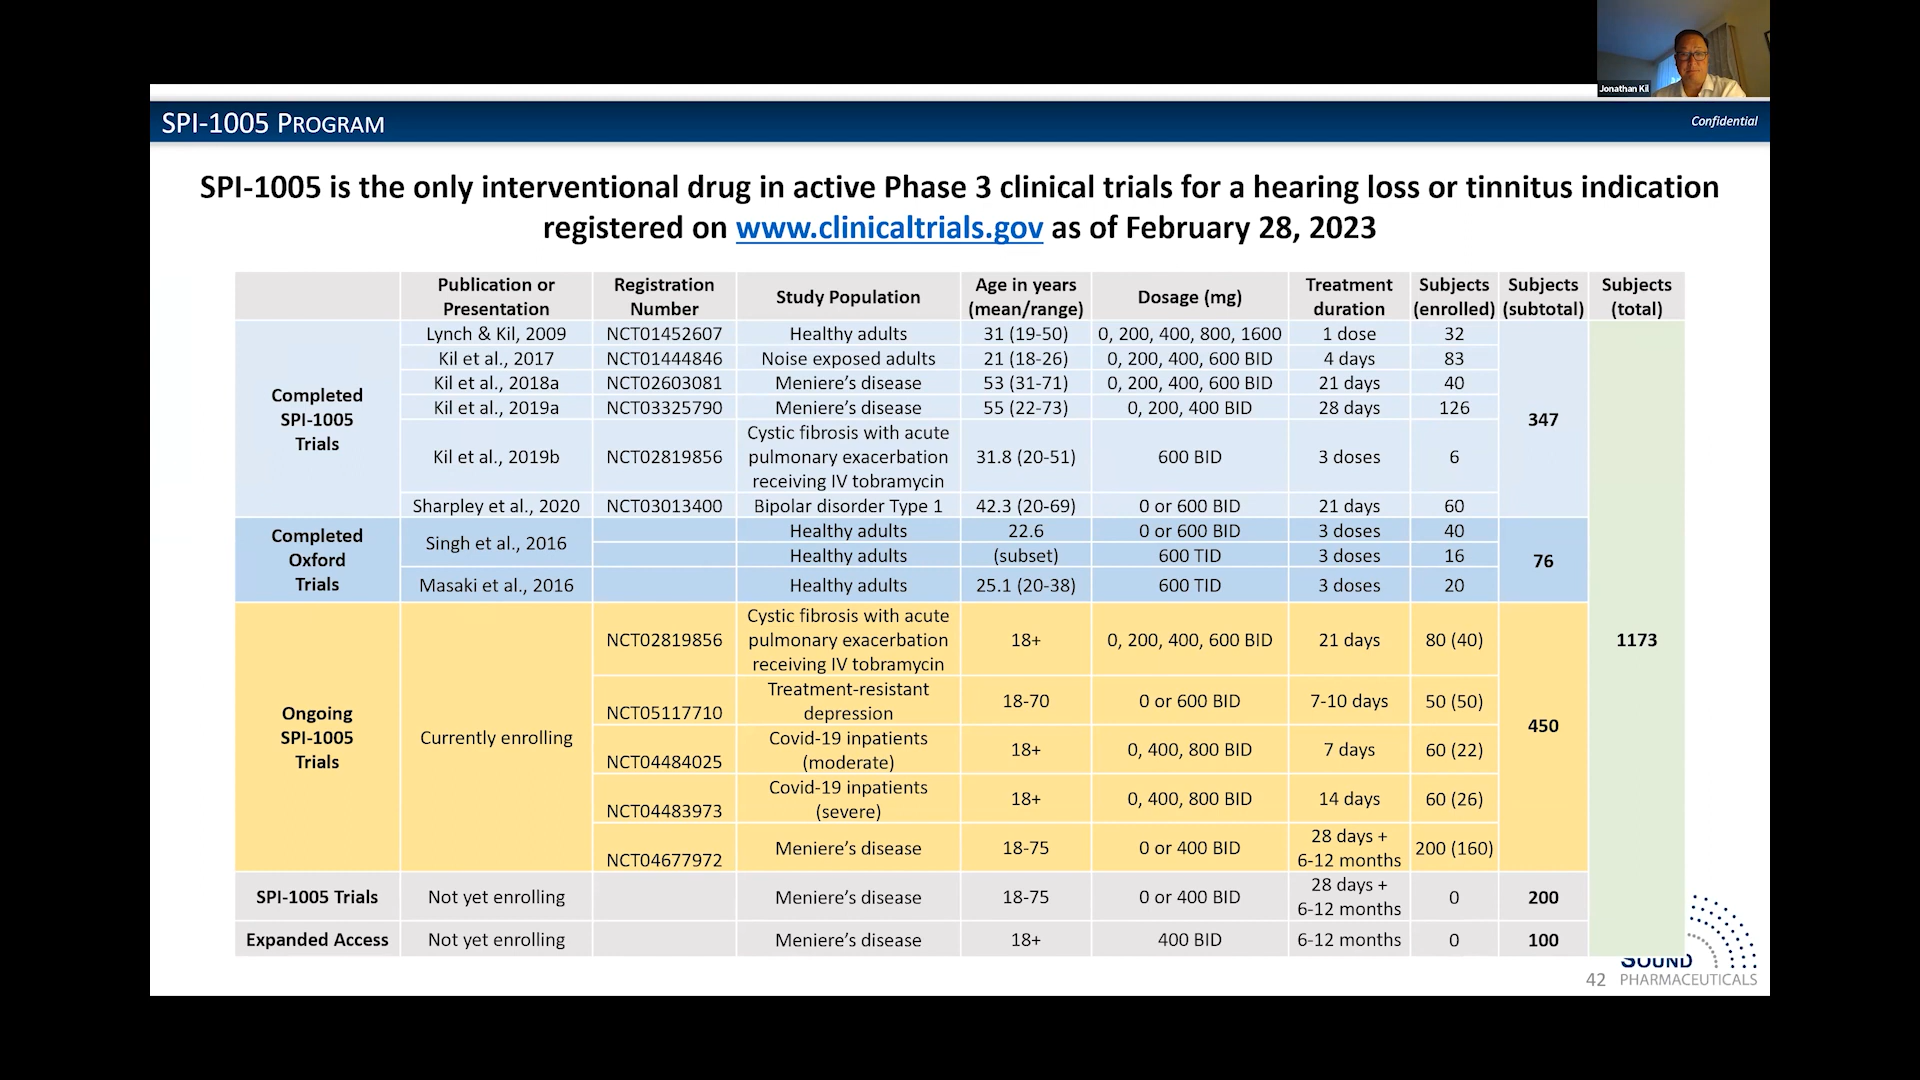 Jonathan Kil
SPI-1005 PROGRAM
Confidential
SPI-1005 is the only interventional drug in active Phase 3 clinical trials for a hearing loss or tinnitus indication
registered on www.clinicaltrials.gov as of February 28, 2023
Publication or Presentation Registration Number Study Population Age in years (mean/range) Dosage (mg) Treatment duration Subjects (enrolled) Subjects (subtotal) Subjects (total)
Completed SPI-1005 Trials
Lynch & Kil, 2009 NCT01452607 Healthy adults 31 (19-50) 0, 200, 400, 800, 1600 1 dose 32
Kil et al., 2017 NCT01444846 Noise exposed adults 21 (18-26) 0, 200, 400, 600 BID 4 days 83
Kil et al., 2018a NCT02603081 Meniere's disease 53 (31-71) 0, 200, 400, 600 BID 21 days 40
Kil et al., 2019a NCT03325790 Meniere's disease 55 (22-73) 0, 200, 400 BID 28 days 126
Kil et al., 2019b NCT02819856 Cystic fibrosis with acute pulmonary exacerbation receiving IV tobramycin 31.8 (20-51) 600 BID 3 doses 6
Sharpley et al., 2020 NCT03013400 Bipolar disorder Type 1 42.3 (20-69) 0 or 600 BID 21 days 60
347
Completed Oxford Trials
Singh et al., 2016 Healthy adults 22.6 0 or 600 BID 3 doses 40
Healthy adults (subset) 600 TID 3 doses 16
Masaki et al., 2016 Healthy adults 25.1 (20-38) 600 TID 3 doses 20
76
Ongoing SPI-1005 Trials
Currently enrolling
NCT02819856 Cystic fibrosis with acute pulmonary exacerbation receiving IV tobramycin 18+ 0, 200, 400, 600 BID 21 days 80 (40)
NCT05117710 Treatment-resistant depression 18-70 0 or 600 BID 7-10 days 50 (50)
NCT04484025 Covid-19 inpatients (moderate) 18+ 0, 400, 800 BID 7 days 60 (22)
NCT04483973 Covid-19 inpatients (severe) 18+ 0, 400, 800 BID 14 days 60 (26)
NCT04677972 Meniere's disease 18-75 0 or 400 BID 28 days + 6-12 months 200 (160)
450
SPI-1005 Trials Not yet enrolling Meniere's disease 18-75 0 or 400 BID 28 days + 6-12 months 0 200
Expanded Access Not yet enrolling Meniere's disease 18+ 400 BID 6-12 months 0 100
1173
42
SOUND
PHARMACEUTICALS